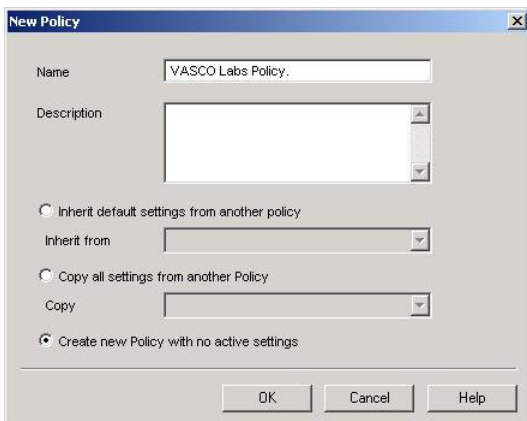 New Policy
Name
VASCO Labs Policy.
Description
Inherit default settings from another policy
Inherit from
Copy all settings from another Policy
Copy
Create new Policy with no active settings
OK Cancel Help